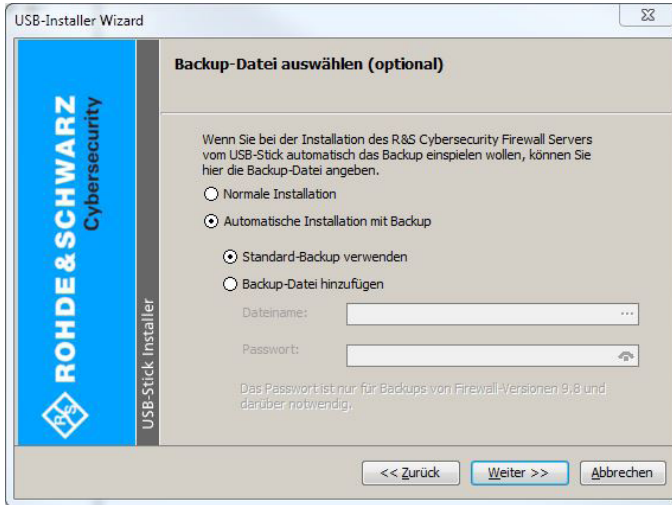 USB-Installer Wizard
ROHDE & SCHWARZ
Cybersecurity
R&S
USB-Stick Installer
Backup-Datei auswählen (optional)
Wenn Sie bei der Installation des R&S Cybersecurity Firewall Servers
vom USB-Stick automatisch das Backup einspielen wollen, können Sie
hier die Backup-Datei angeben.
Normale Installation
Automatische Installation mit Backup
Standard-Backup verwenden
Backup-Datei hinzufügen
Dateiname:
...
Passwort:
Das Passwort ist nur für Backups von Firewall-Versionen 9.8 und
darüber notwendig.
<< Zurück
Weiter >>
Abbrechen